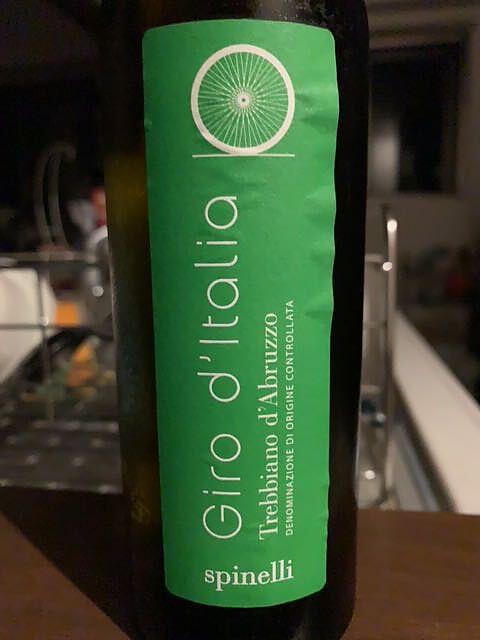 Giro d'Italia
Trebbiano d'Abruzzo
DENOMINAZIONE DI ORIGINE CONTROLLATA
spinelli